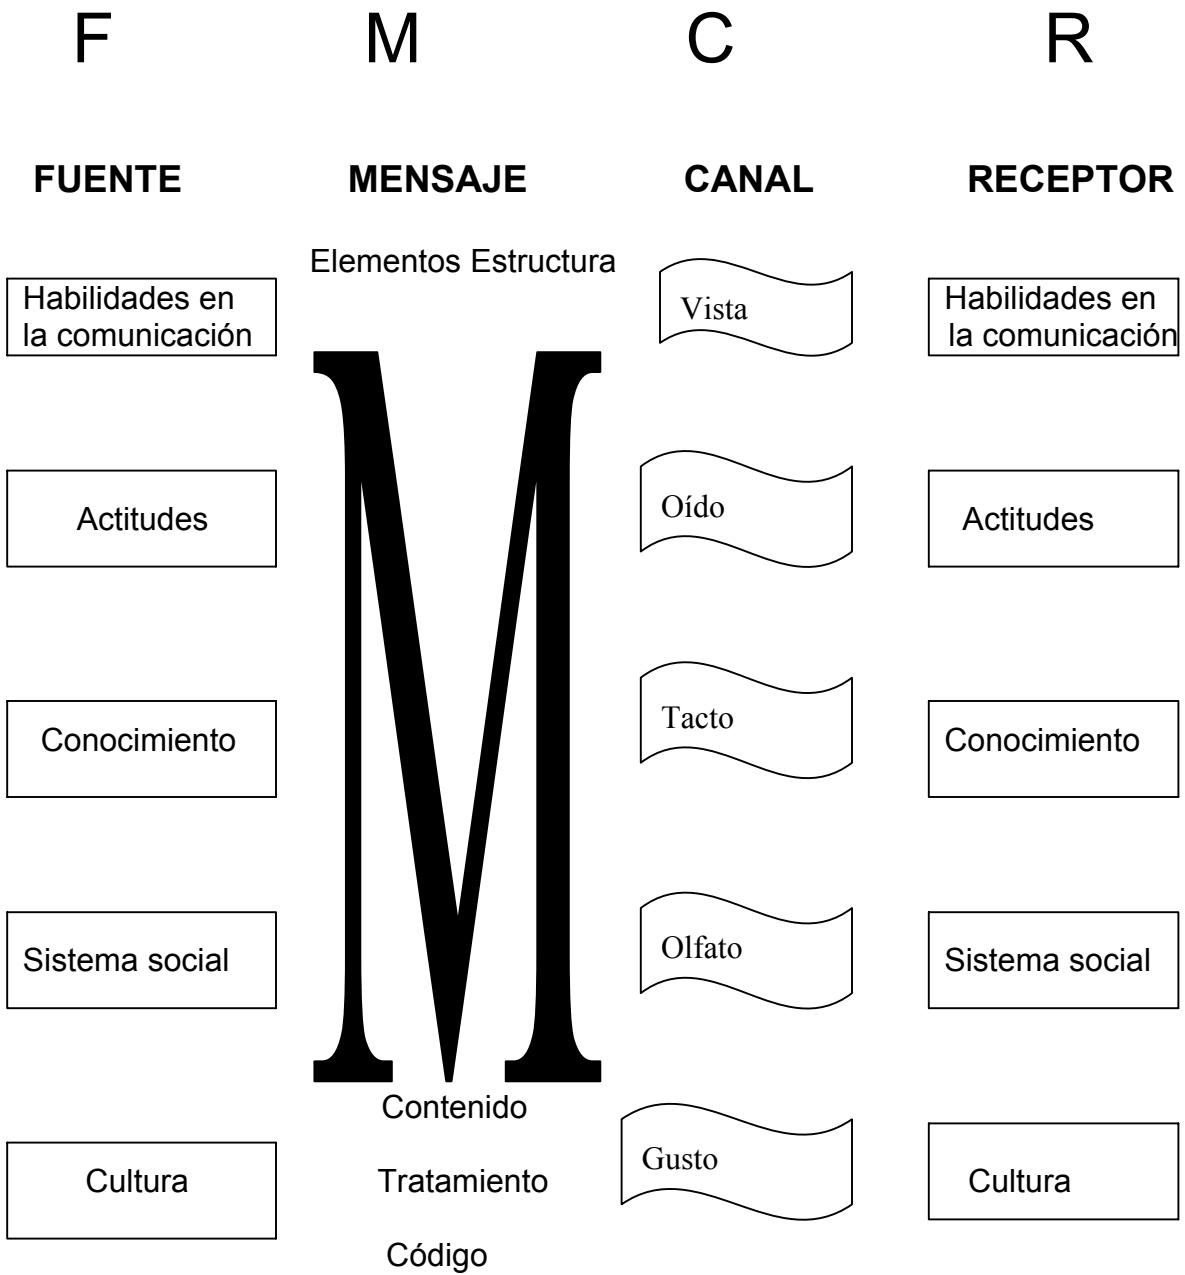 F M C R
FUENTE MENSAJE CANAL RECEPTOR
Elementos Estructura
Habilidades en
la comunicación
Vista
Habilidades en
la comunicación
M
Actitudes
Oído
Actitudes
Conocimiento
Tacto
Conocimiento
Sistema social
Olfato
Sistema social
Contenido
Cultura
Tratamiento
Gusto
Cultura
Código